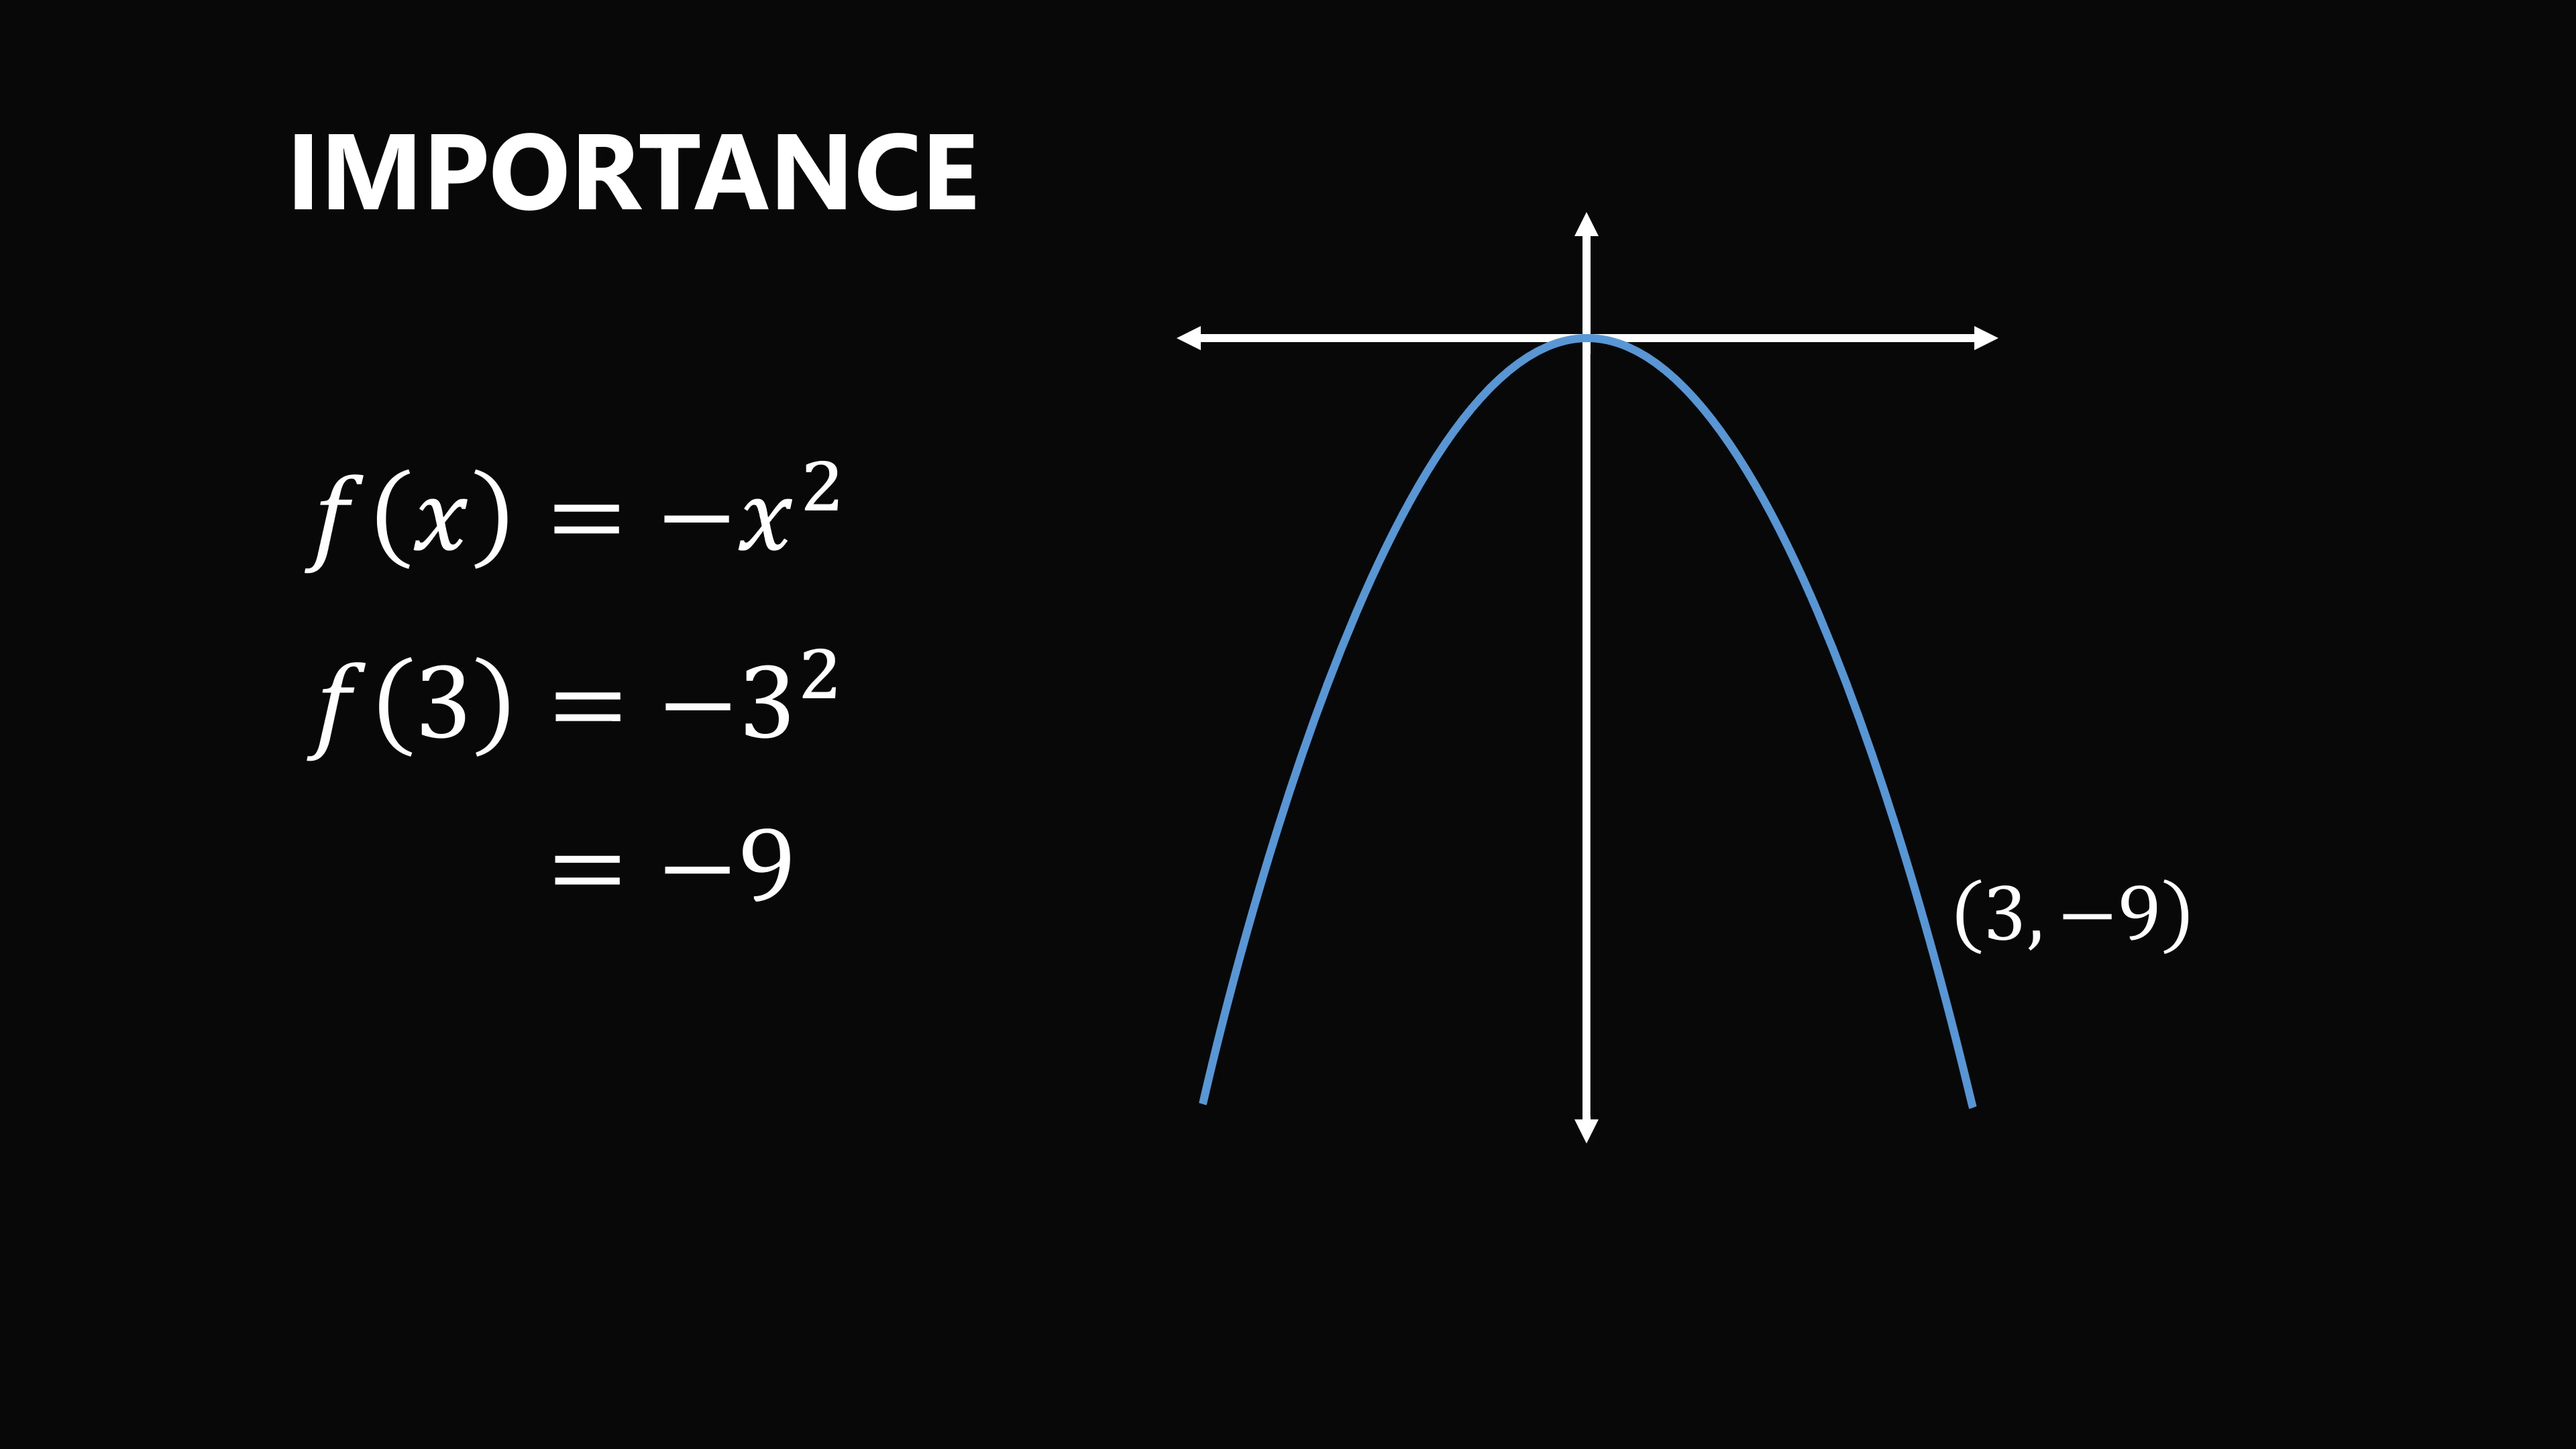 IMPORTANCE
f(x) = −x²
f(3) = −3²
= −9
(3, −9)